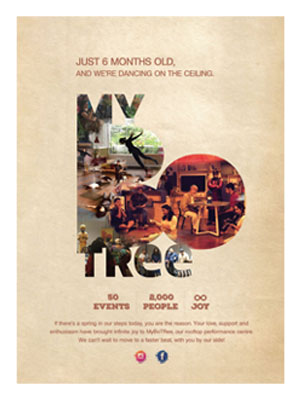 JUST 6 MONTHS OLD,
AND WE'RE DANCING ON THE CEILING.
MY
BO
TRee
50 2,000 ∞
EVENTS PEOPLE JOY
If there's a spring in our steps today, you are the reason. Your love, support and
enthusiasm have brought infinite joy to MyBoTRee, our rooftop performance centre.
We can't wait to move to a faster beat, with you by our side!